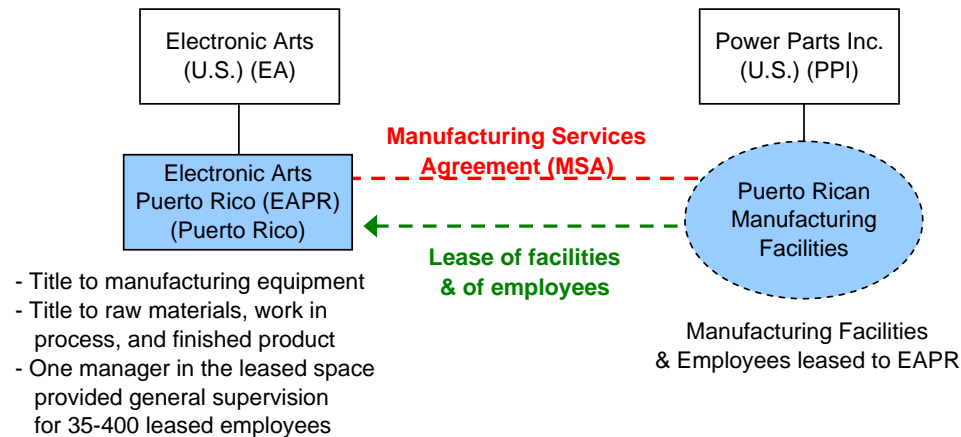 Electronic Arts
(U.S.) (EA)
Power Parts Inc.
(U.S.) (PPI)
Manufacturing Services
Agreement (MSA)
Electronic Arts
Puerto Rico (EAPR)
(Puerto Rico)
Puerto Rican
Manufacturing
Facilities
Lease of facilities
& of employees
- Title to manufacturing equipment
- Title to raw materials, work in
process, and finished product
- One manager in the leased space
provided general supervision
for 35-400 leased employees
Manufacturing Facilities
& Employees leased to EAPR